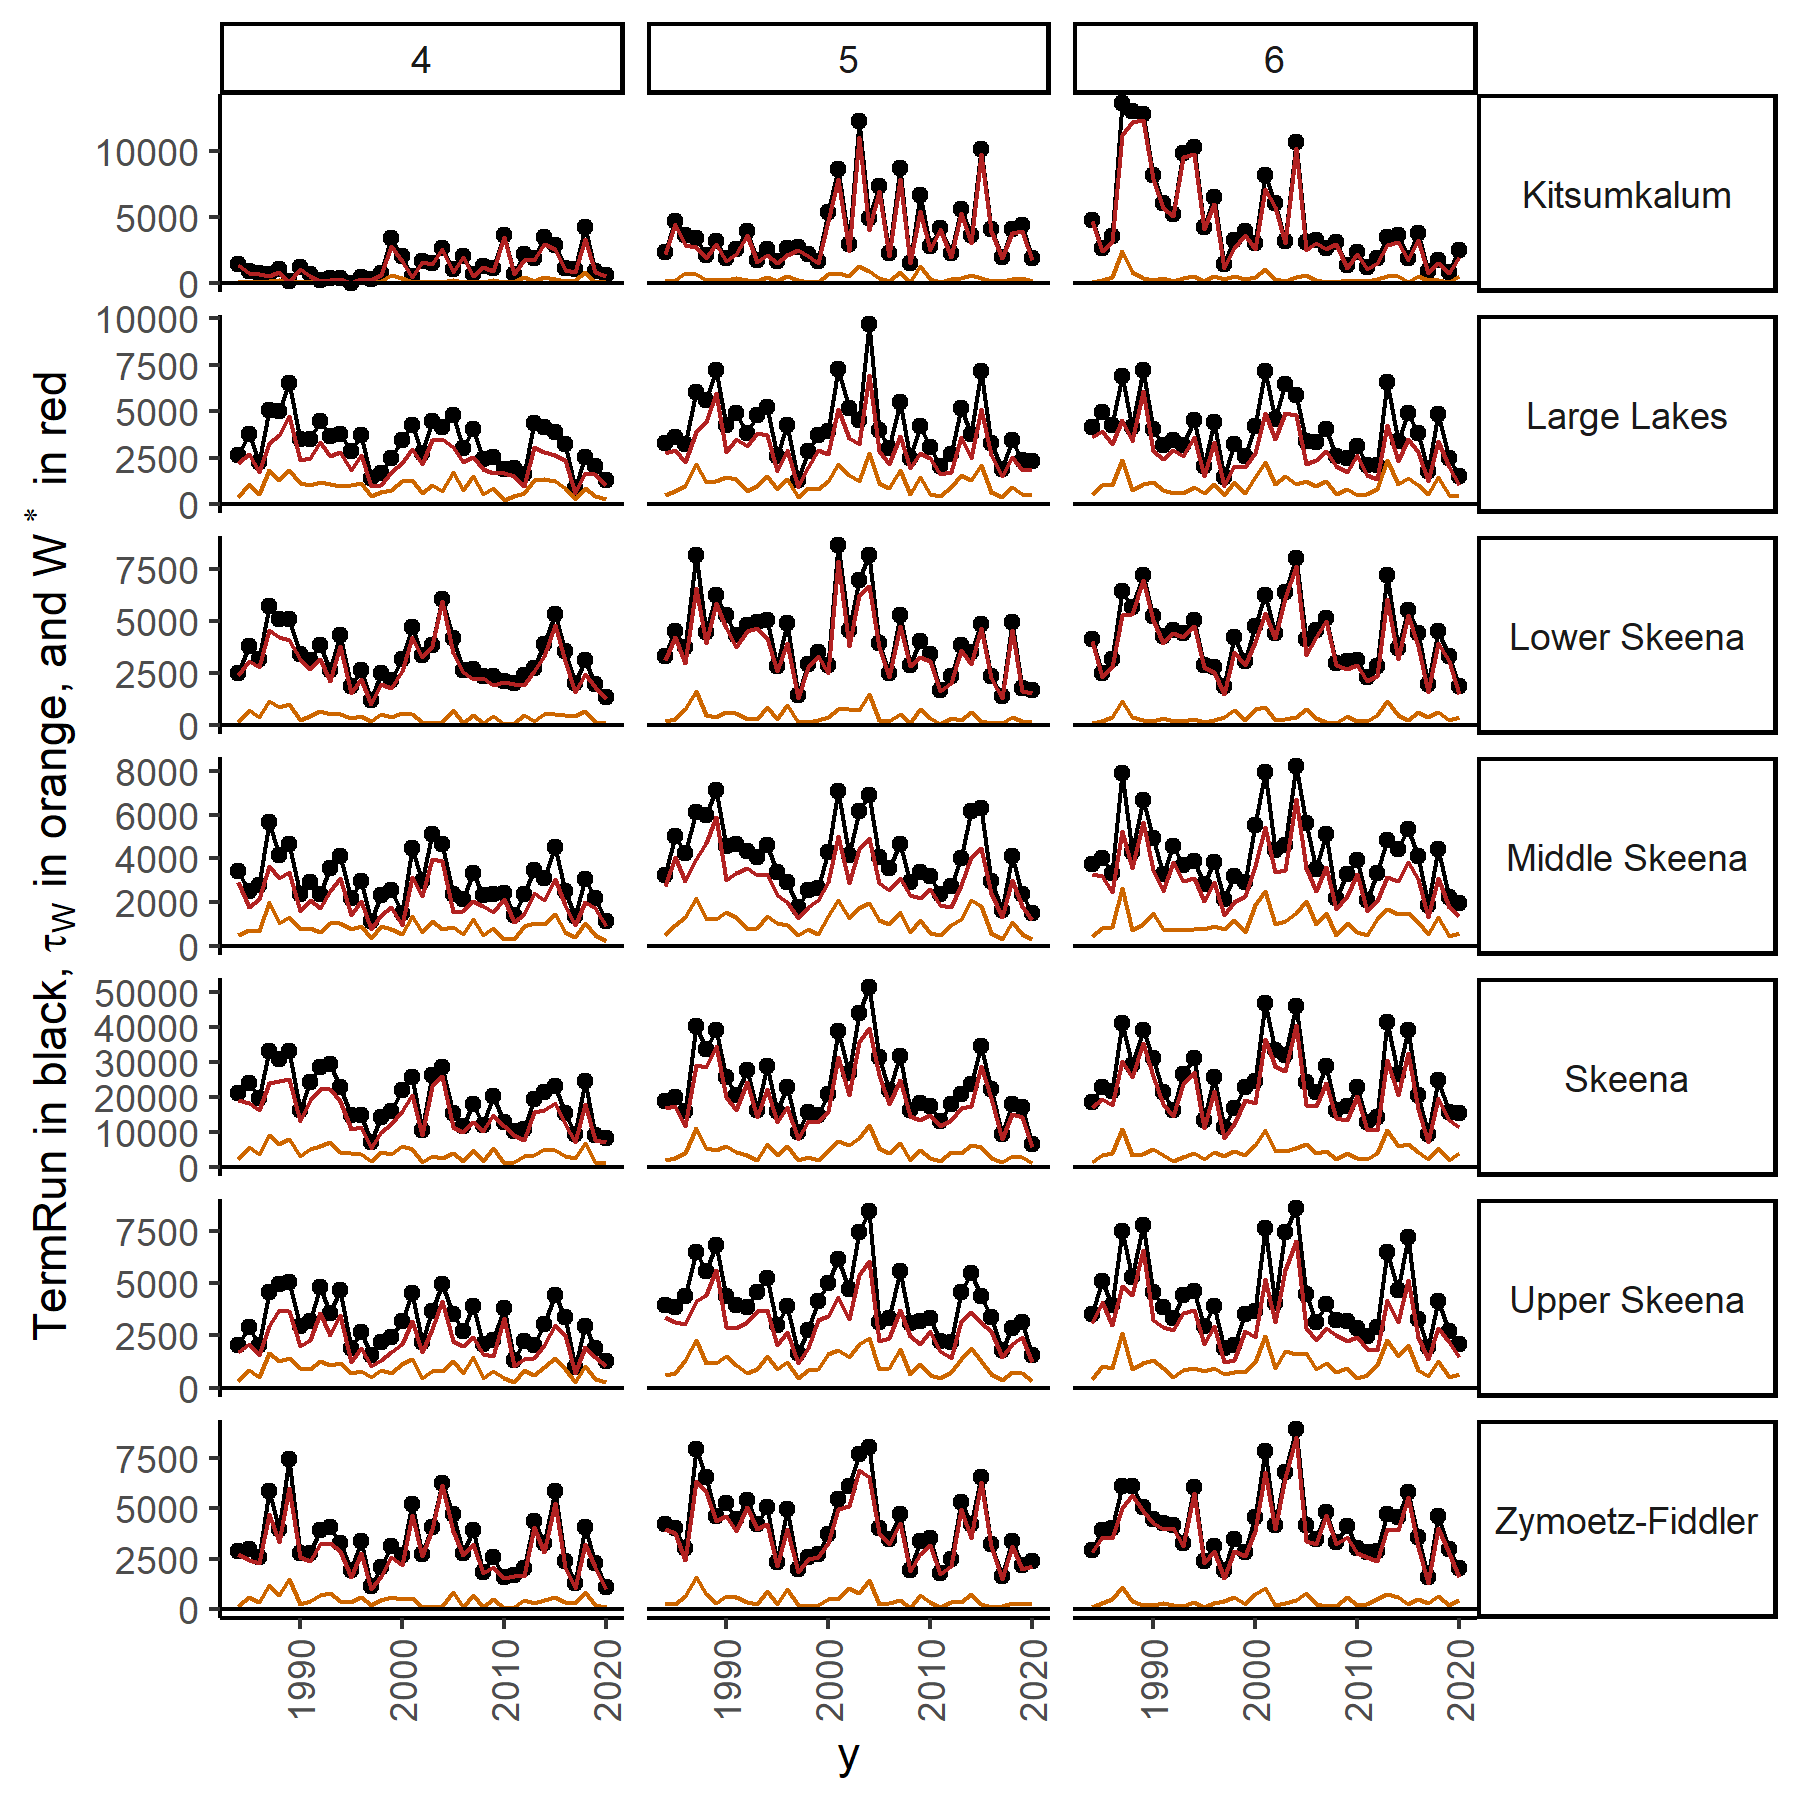 4 5 6
TermRun in black, τW in orange, and W* in red
10000
5000
0
Kitsumkalum
10000
7500
5000
2500
0
Large Lakes
7500
5000
2500
0
Lower Skeena
8000
6000
4000
2000
0
Middle Skeena
50000
40000
30000
20000
10000
0
Skeena
7500
5000
2500
0
Upper Skeena
7500
5000
2500
0
Zymoetz-Fiddler
1990 2000 2010 2020 1990 2000 2010 2020 1990 2000 2010 2020
y